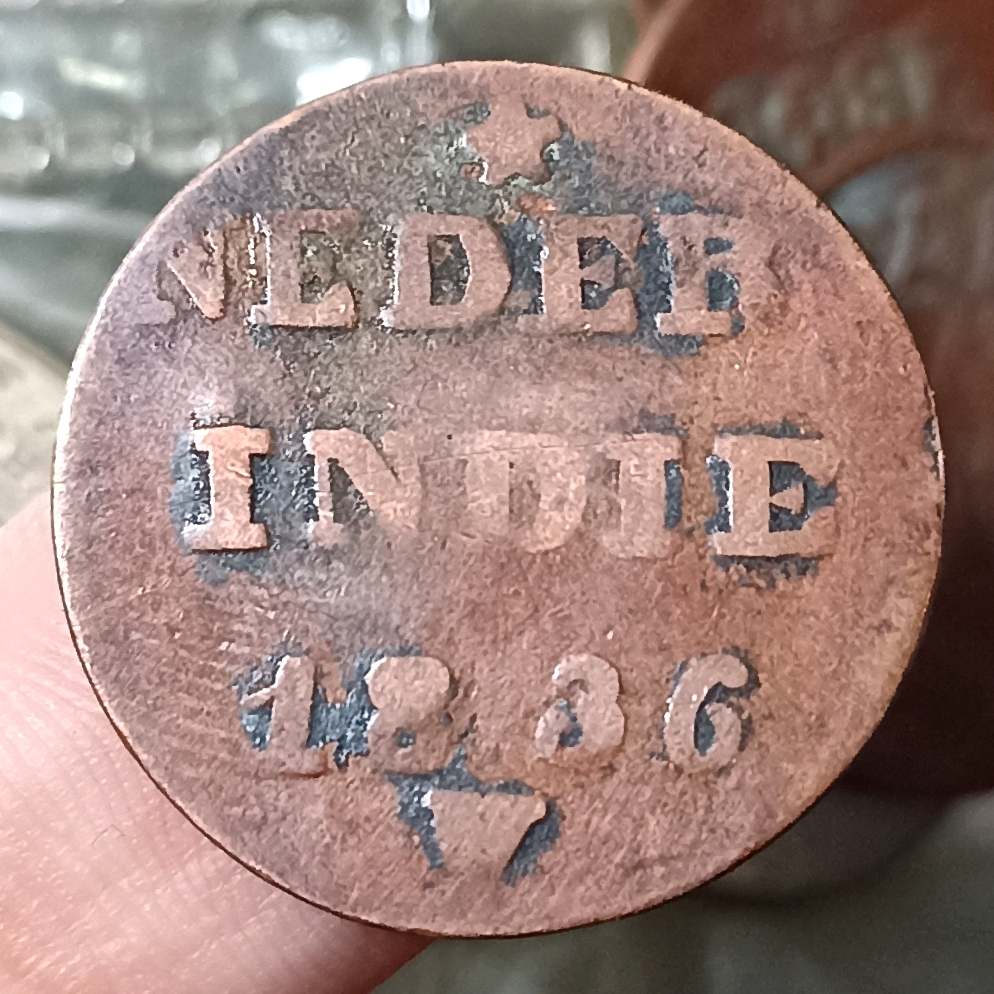 NEDER
INDIE
1836
V